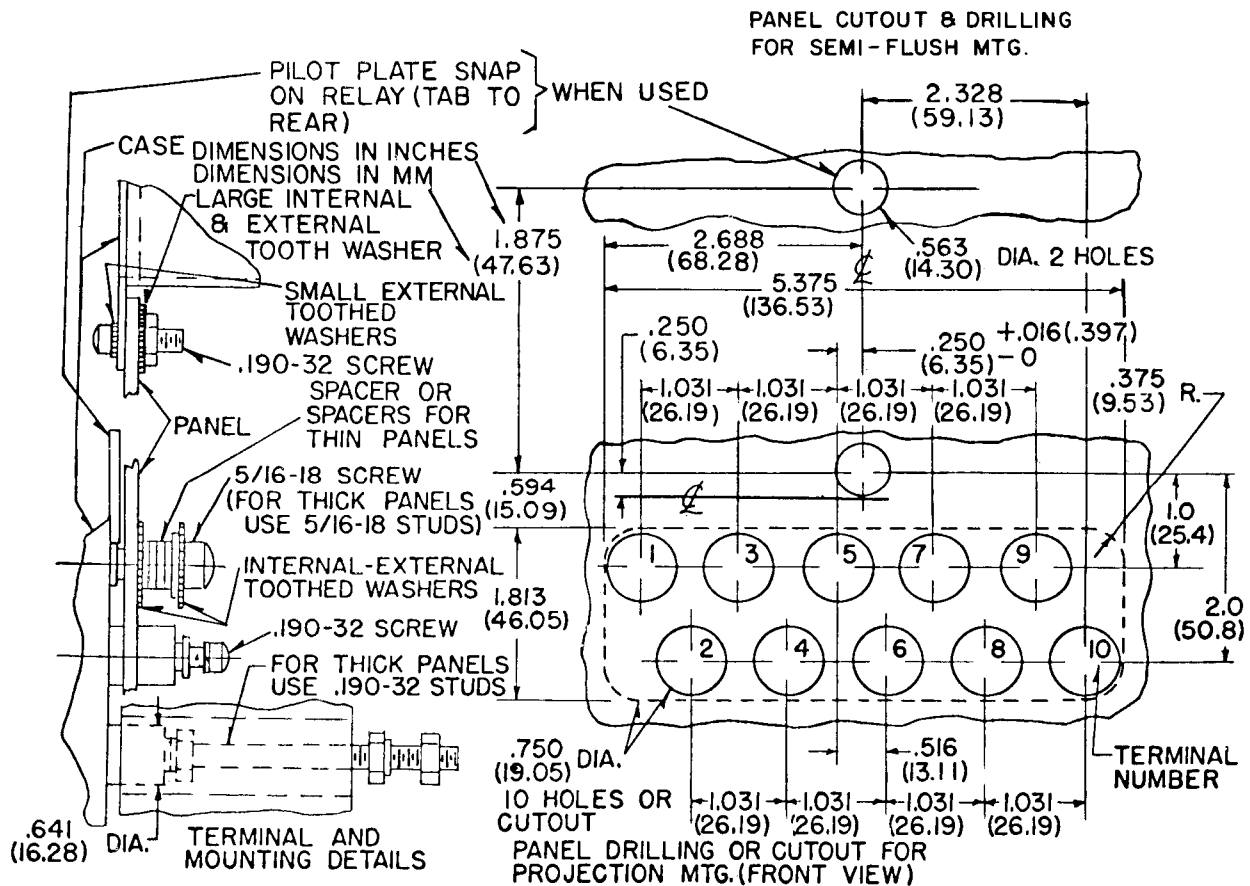 PANEL CUTOUT & DRILLING
FOR SEMI-FLUSH MTG.
PILOT PLATE SNAP
ON RELAY (TAB TO
REAR)
WHEN USED
2.328
(59.13)
CASE
DIMENSIONS IN INCHES
DIMENSIONS IN MM
LARGE INTERNAL
& EXTERNAL
TOOTH WASHER
1.875
(47.63)
2.688
(68.28)
.563
(14.30)
DIA. 2 HOLES
℄
5.375
(136.53)
SMALL EXTERNAL
TOOTHED
WASHERS
.250
(6.35)
.250
(6.35)
+.016(.397)
-0
.190-32 SCREW
1.031
(26.19)
1.031
(26.19)
1.031
(26.19)
1.031
(26.19)
.375
(9.53)
R.
SPACER OR
SPACERS FOR
THIN PANELS
PANEL
5/16-18 SCREW
(FOR THICK PANELS
USE 5/16-18 STUDS)
.594
(15.09)
℄
1.0
(25.4)
1
3
5
7
9
INTERNAL-EXTERNAL
TOOTHED WASHERS
1.813
(46.05)
2.0
(50.8)
.190-32 SCREW
2
4
6
8
10
FOR THICK PANELS
USE .190-32 STUDS
.750
(19.05)
DIA.
.516
(13.11)
TERMINAL
NUMBER
10 HOLES OR
CUTOUT
1.031
(26.19)
1.031
(26.19)
1.031
(26.19)
1.031
(26.19)
.641
(16.28)
DIA.
TERMINAL AND
MOUNTING DETAILS
PANEL DRILLING OR CUTOUT FOR
PROJECTION MTG. (FRONT VIEW)